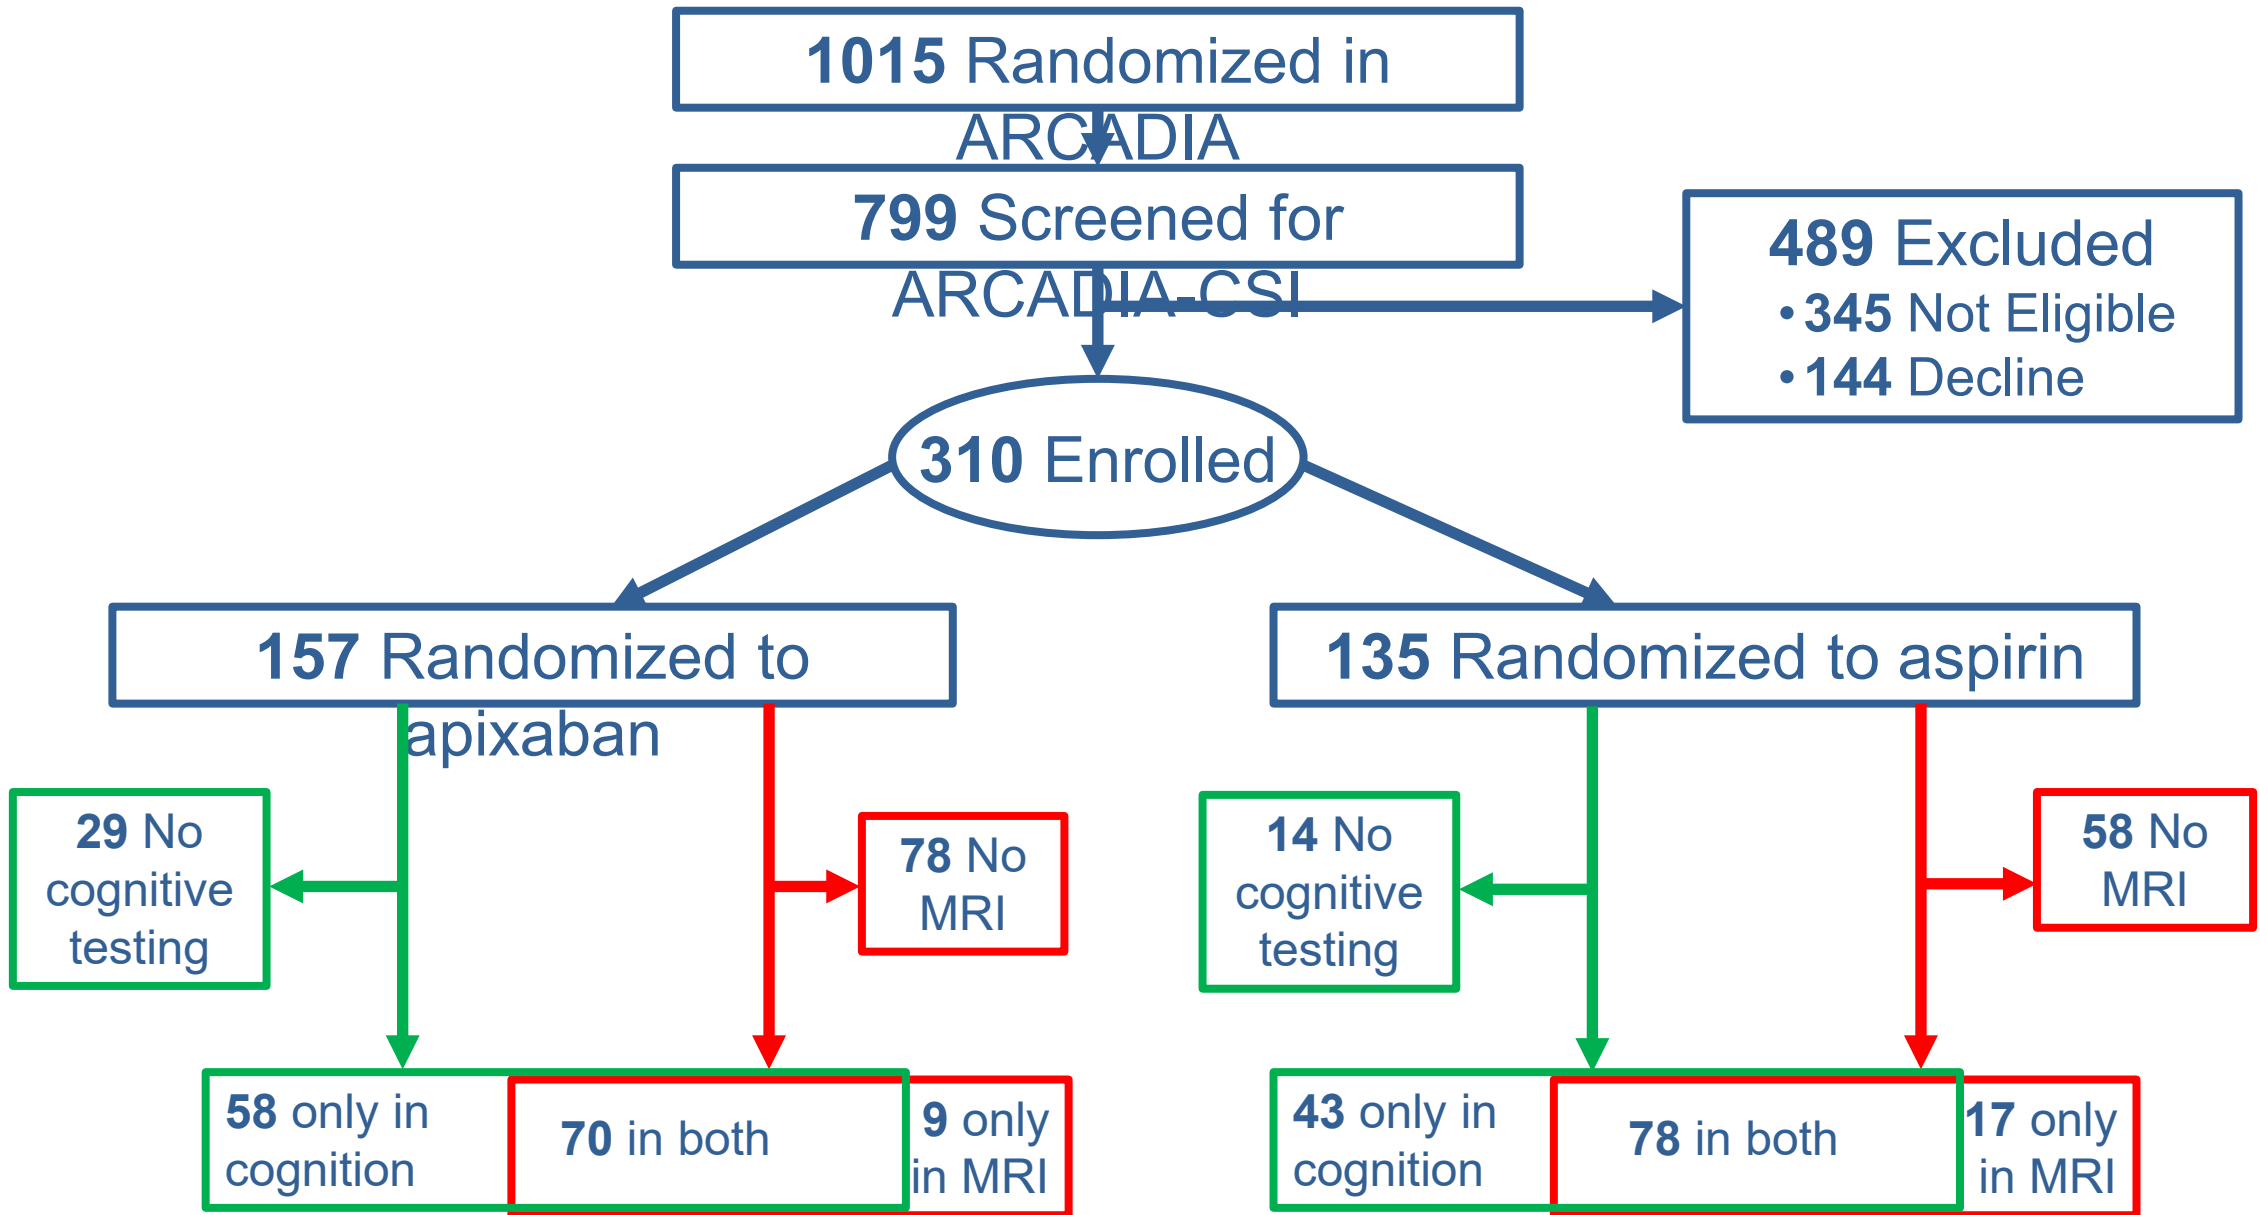 1015 Randomized in
ARCADIA
799 Screened for
ARCADIA-CSI
489 Excluded
• 345 Not Eligible
• 144 Decline
310 Enrolled
157 Randomized to
apixaban
135 Randomized to aspirin
29 No
cognitive
testing
78 No
MRI
14 No
cognitive
testing
58 No
MRI
58 only in
cognition
70 in both
9 only
in MRI
43 only in
cognition
78 in both
17 only
in MRI